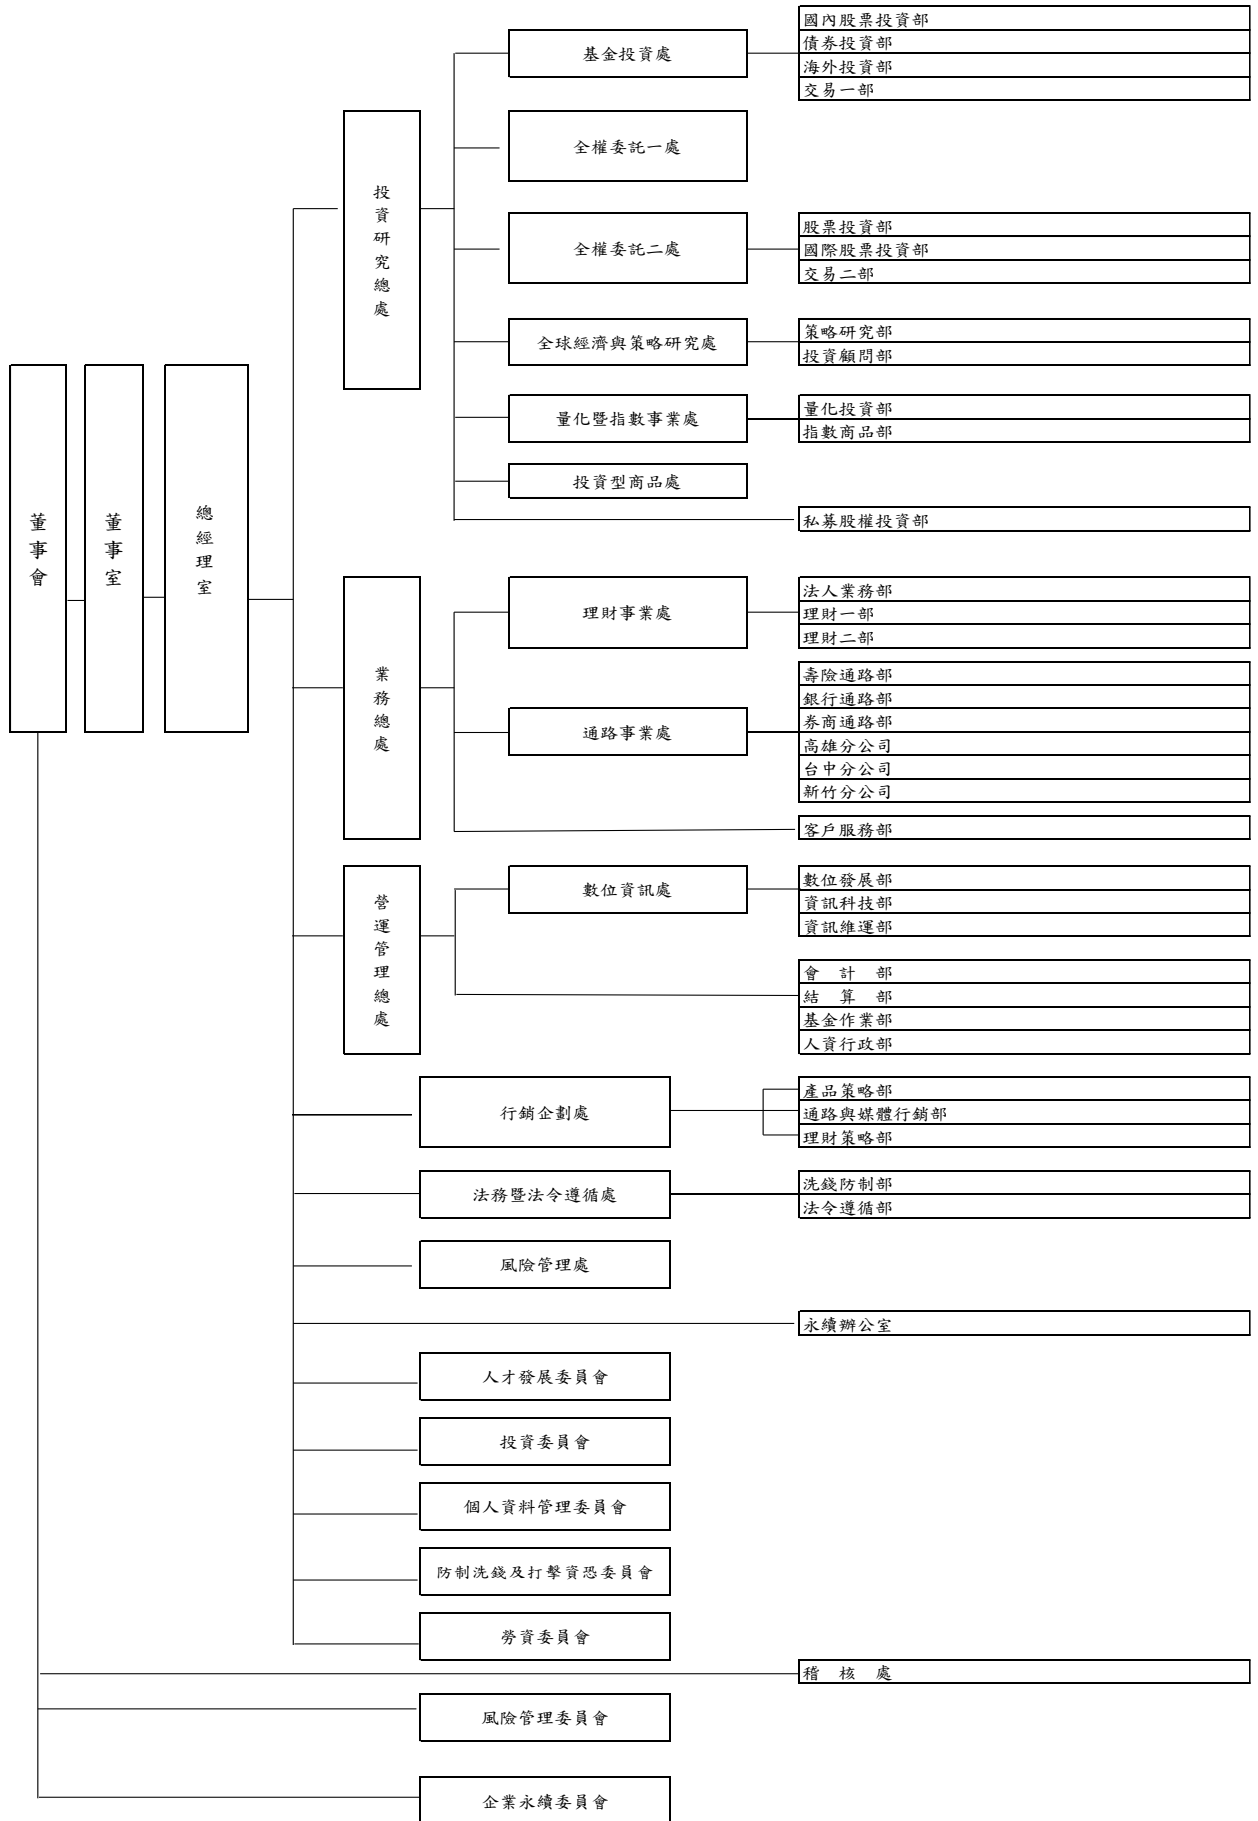 董事會
董事室
總經理室
投資研究總處
基金投資處
國內股票投資部
債券投資部
海外投資部
交易一部
全權委託一處
全權委託二處
股票投資部
國際股票投資部
交易二部
全球經濟與策略研究處
策略研究部
投資顧問部
量化暨指數事業處
量化投資部
指數商品部
投資型商品處
私募股權投資部
業務總處
理財事業處
法人業務部
理財一部
理財二部
通路事業處
壽險通路部
銀行通路部
券商通路部
高雄分公司
台中分公司
新竹分公司
客戶服務部
營運管理總處
數位資訊處
數位發展部
資訊科技部
資訊維運部
會 計 部
結 算 部
基金作業部
人資行政部
行銷企劃處
產品策略部
通路與媒體行銷部
理財策略部
法務暨法令遵循處
洗錢防制部
法令遵循部
風險管理處
永續辦公室
人才發展委員會
投資委員會
個人資料管理委員會
防制洗錢及打擊資恐委員會
勞資委員會
稽 核 處
風險管理委員會
企業永續委員會